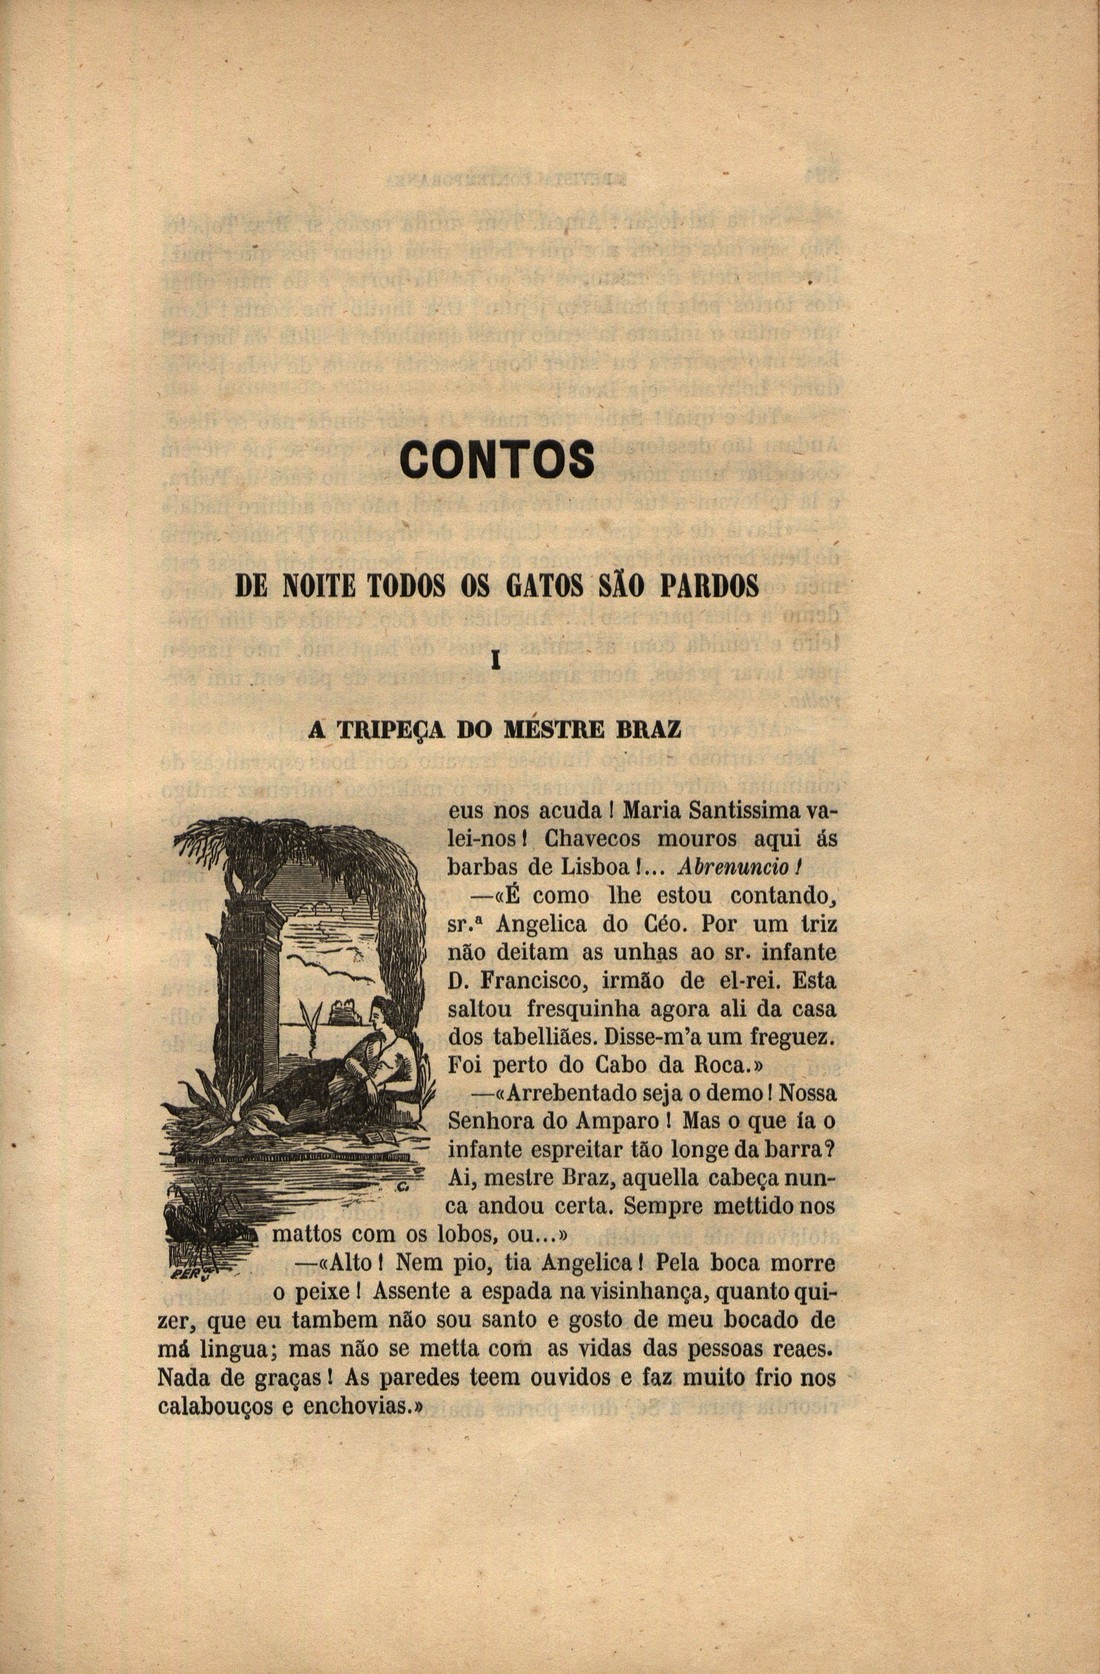 CONTOS
DE NOITE TODOS OS GATOS SÃO PARDOS
I
A TRIPEÇA DO MÉSTRE BRAZ
eus nos acuda! Maria Santissima va-
lei-nos! Chavecos mouros aqui ás
barbas de Lisboa!... Abrenuncio!
—«É como lhe estou contando,
sr.ª Angelica do Céo. Por um triz
não deitam as unhas ao sr. infante
D. Francisco, irmão de el-rei. Esta
saltou fresquinha agora ali da casa
dos tabelliães. Disse-m'a um freguez.
Foi perto do Cabo da Roca.»
—«Arrebentado seja o demo! Nossa
Senhora do Amparo! Mas o que ía o
infante espreitar tão longe da barra?
Ai, mestre Braz, aquella cabeça nun-
ca andou certa. Sempre mettido nos
mattos com os lobos, ou...»
—«Alto! Nem pio, tia Angelica! Pela boca morre
o peixe! Assente a espada na visinhança, quanto qui-
zer, que eu tambem não sou santo e gosto de meu bocado de
má lingua; mas não se metta com as vidas das pessoas reaes.
Nada de graças! As paredes teem ouvidos e faz muito frio nos
calabouços e enchovias.»